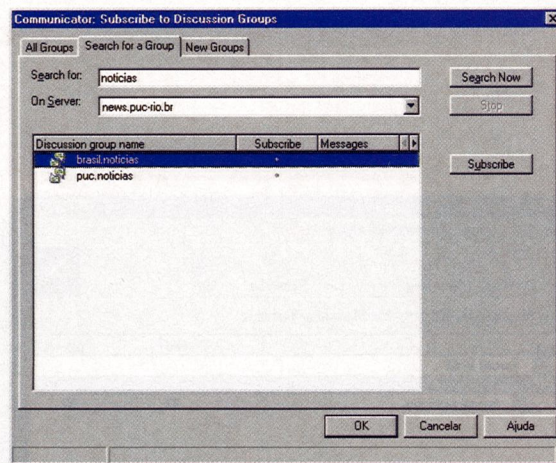 Communicator: Subscribe to Discussion Groups
All Groups
Search for a Group
New Groups
Search for:
noticias
Search Now
On Server:
news.puc-rio.br
Stop
Discussion group name
Subscribe
Messages
brasil.noticias
Subscribe
puc.noticias
OK
Cancelar
Ajuda